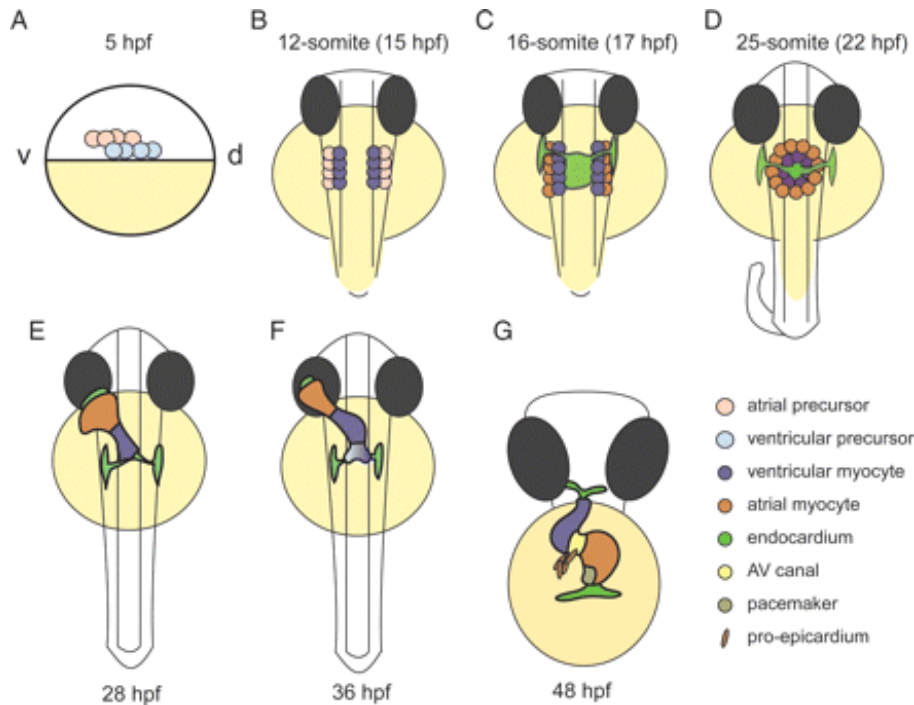 A
5 hpf
v
d
B
12-somite (15 hpf)
C
16-somite (17 hpf)
D
25-somite (22 hpf)
E
28 hpf
F
36 hpf
G
48 hpf
atrial precursor
ventricular precursor
ventricular myocyte
atrial myocyte
endocardium
AV canal
pacemaker
pro-epicardium